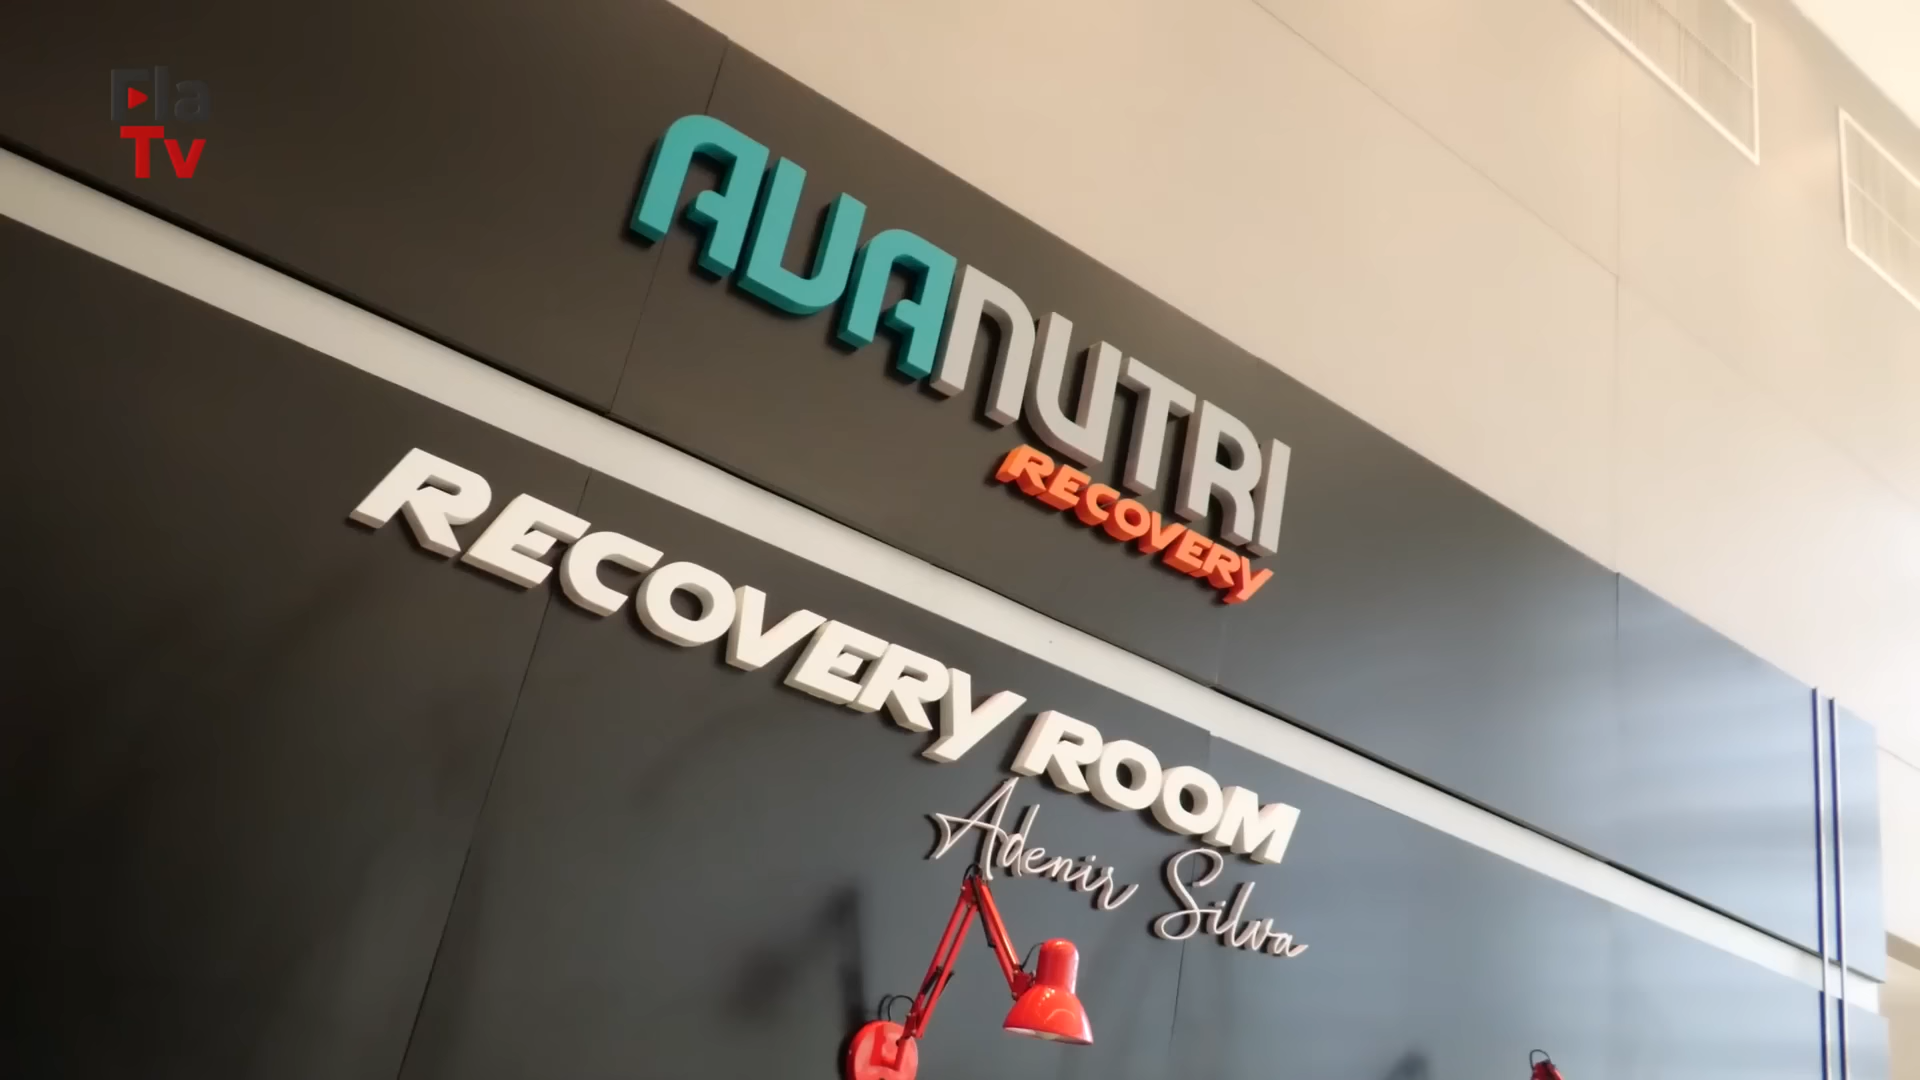 Ela
Tv
AVANUTRI
RECOVERY
RECOVERY ROOM
Adenir Silva